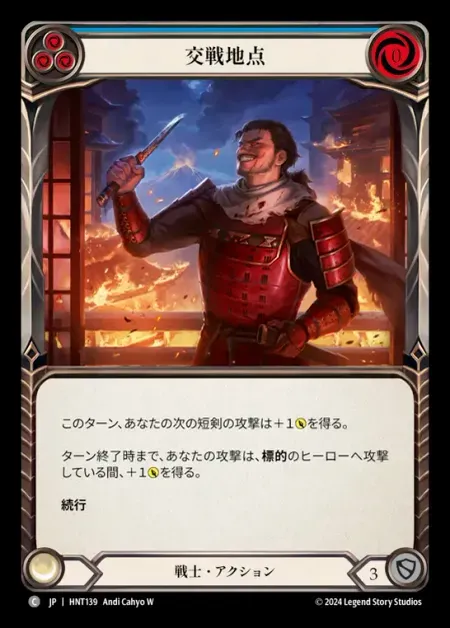 交戦地点
0
このターン、あなたの次の短剣の攻撃は＋1を得る。
ターン終了時まで、あなたの攻撃は、標的のヒーローへ攻撃
している間、＋1を得る。
続行
戦士・アクション
3
C JP | HNT139 Andi Cahyo W
© 2024 Legend Story Studios